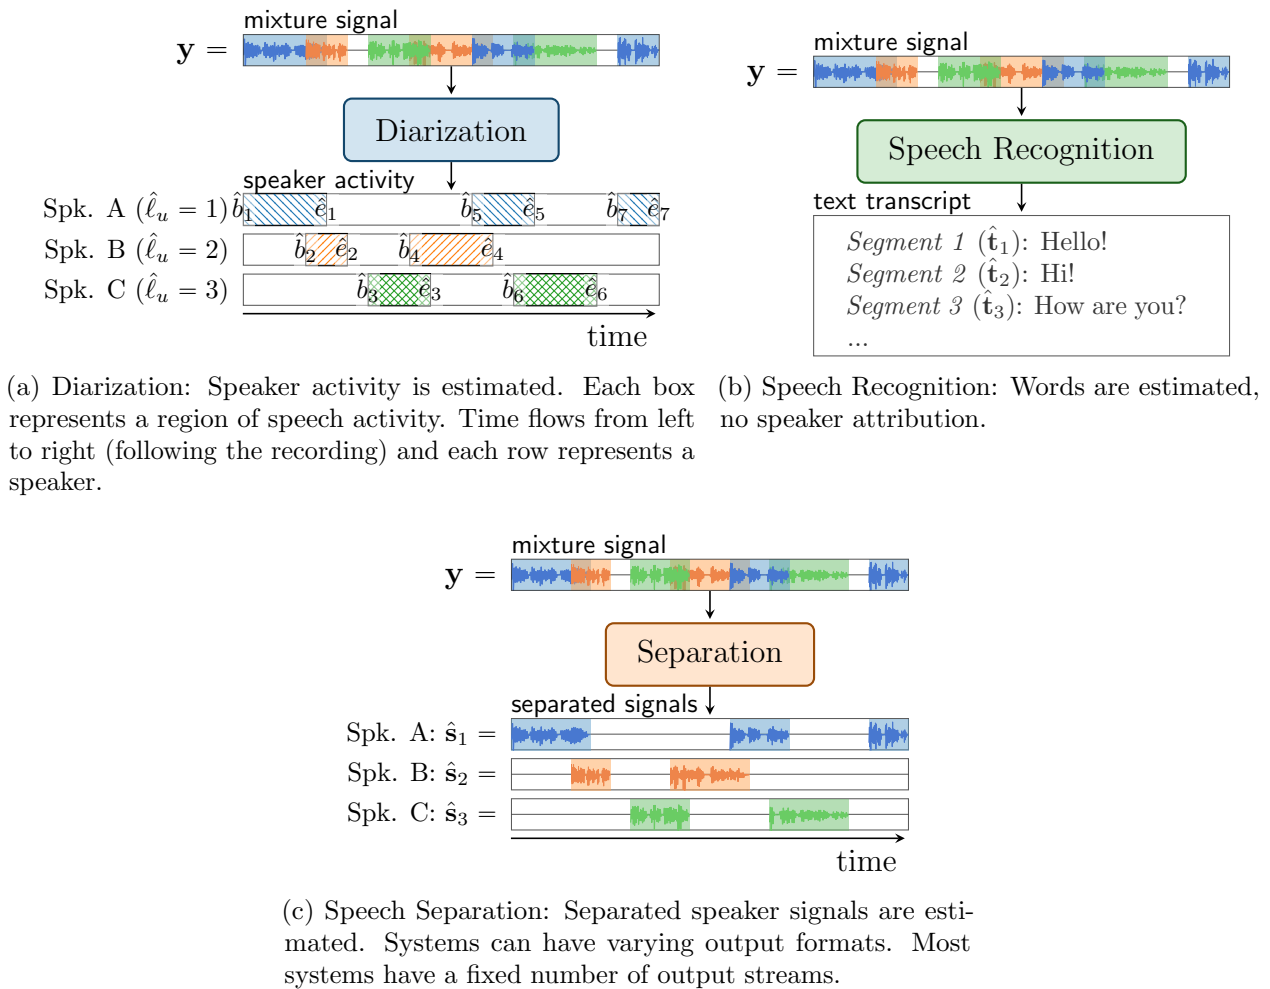 mixture signal
y =
Diarization
speaker activity
Spk. A (ℓ̂ᵤ = 1) b̂₁ ê₁ b̂₅ ê₅ b̂₇ ê₇
Spk. B (ℓ̂ᵤ = 2) b̂₂ ê₂ b̂₄ ê₄
Spk. C (ℓ̂ᵤ = 3) b̂₃ ê₃ b̂₆ ê₆
time
(a) Diarization: Speaker activity is estimated. Each box
represents a region of speech activity. Time flows from left
to right (following the recording) and each row represents a
speaker.
mixture signal
y =
Speech Recognition
text transcript
Segment 1 (t̂₁): Hello!
Segment 2 (t̂₂): Hi!
Segment 3 (t̂₃): How are you?
...
(b) Speech Recognition: Words are estimated,
no speaker attribution.
mixture signal
y =
Separation
separated signals
Spk. A: ŝ₁ =
Spk. B: ŝ₂ =
Spk. C: ŝ₃ =
time
(c) Speech Separation: Separated speaker signals are esti-
mated. Systems can have varying output formats. Most
systems have a fixed number of output streams.